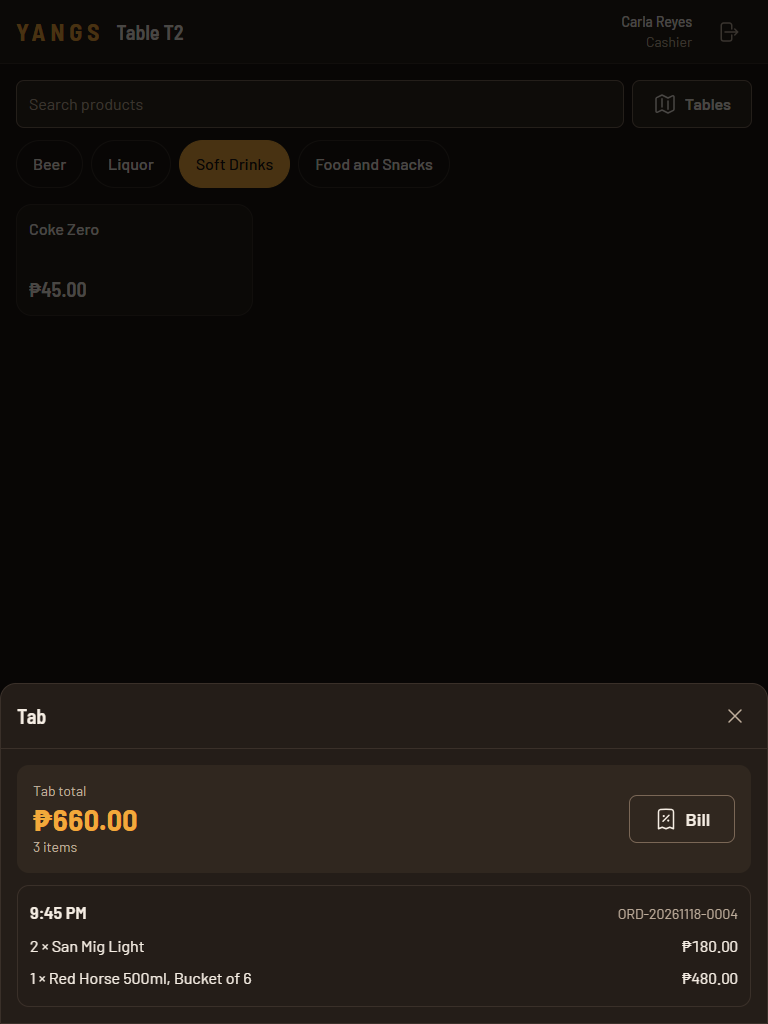 YANGS Table T2
Carla Reyes
Cashier
Search products
Tables
Beer
Liquor
Soft Drinks
Food and Snacks
Coke Zero
₱45.00
Tab
Tab total
₱660.00
3 items
Bill
9:45 PM
ORD-20261118-0004
2 × San Mig Light
₱180.00
1 × Red Horse 500ml, Bucket of 6
₱480.00